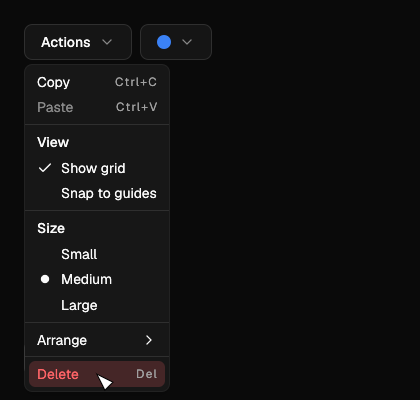 Actions
Copy Ctrl+C
Paste Ctrl+V
View
Show grid
Snap to guides
Size
Small
Medium
Large
Arrange
Delete Del